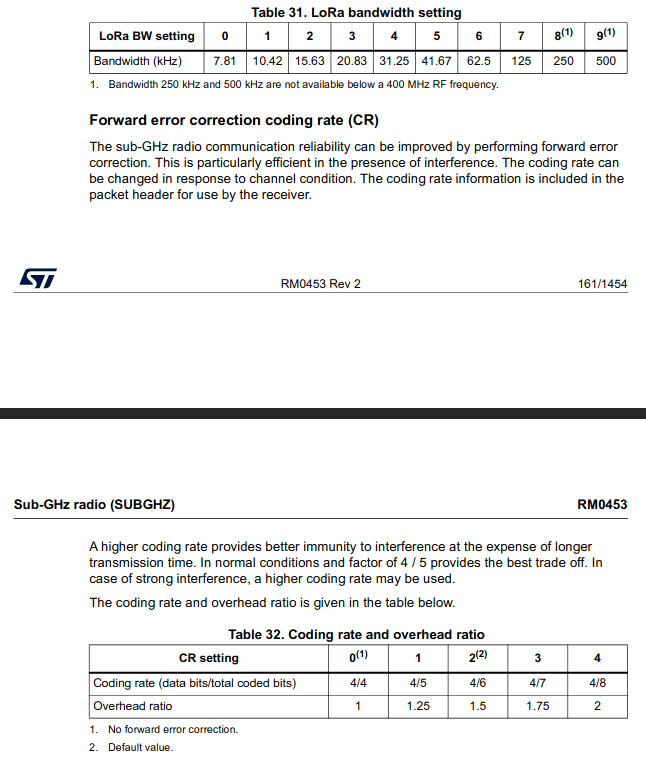 Table 31. LoRa bandwidth setting
LoRa BW setting 0 1 2 3 4 5 6 7 8(1) 9(1)
Bandwidth (kHz) 7.81 10.42 15.63 20.83 31.25 41.67 62.5 125 250 500
1. Bandwidth 250 kHz and 500 kHz are not available below a 400 MHz RF frequency.
Forward error correction coding rate (CR)
The sub-GHz radio communication reliability can be improved by performing forward error
correction. This is particularly efficient in the presence of interference. The coding rate can
be changed in response to channel condition. The coding rate information is included in the
packet header for use by the receiver.
ST
RM0453 Rev 2 161/1454
Sub-GHz radio (SUBGHZ) RM0453
A higher coding rate provides better immunity to interference at the expense of longer
transmission time. In normal conditions and factor of 4 / 5 provides the best trade off. In
case of strong interference, a higher coding rate may be used.
The coding rate and overhead ratio is given in the table below.
Table 32. Coding rate and overhead ratio
CR setting 0(1) 1 2(2) 3 4
Coding rate (data bits/total coded bits) 4/4 4/5 4/6 4/7 4/8
Overhead ratio 1 1.25 1.5 1.75 2
1. No forward error correction.
2. Default value.